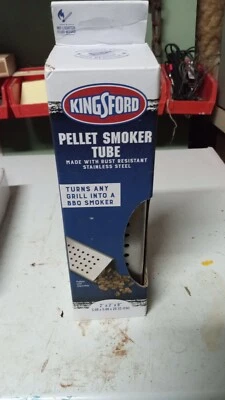 KINGSFORD
PELLET SMOKER
TUBE
MADE WITH RUST RESISTANT
STAINLESS STEEL
TURNS ANY
GRILL INTO A
BBQ SMOKER